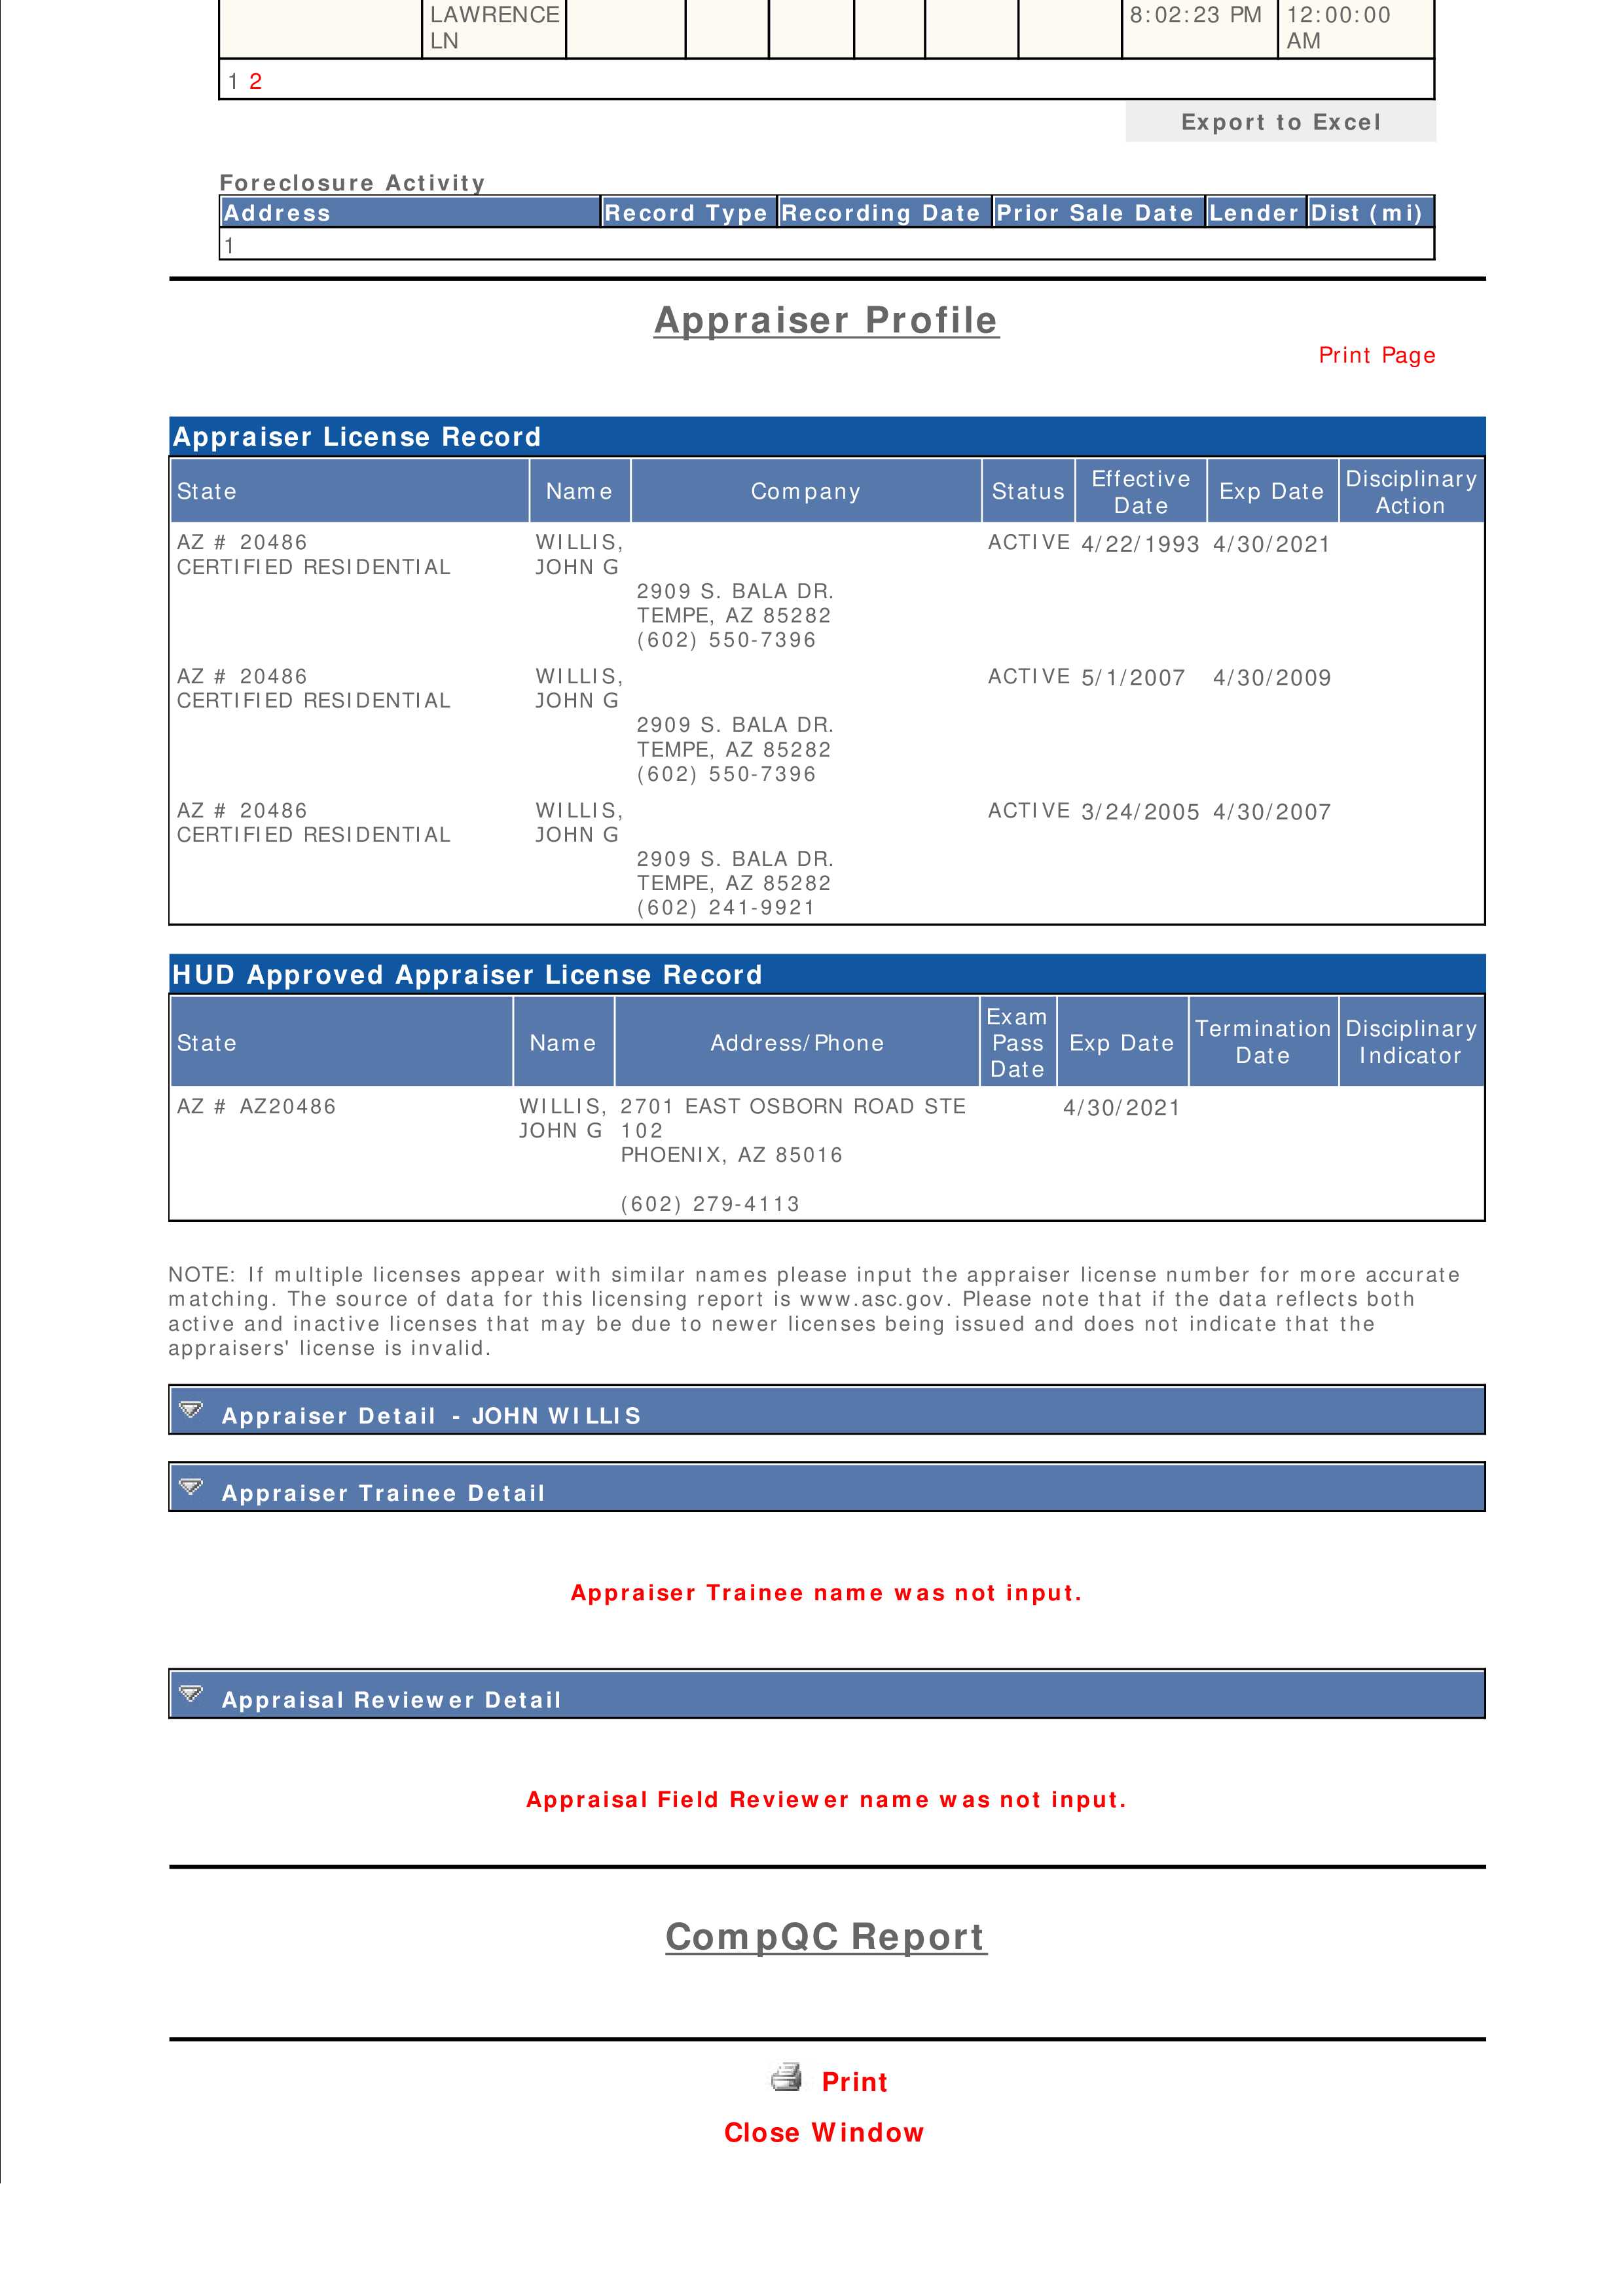 LAWRENCE LN 8:02:23 PM 12:00:00 AM
1 2
Export to Excel
Foreclosure Activity
Address Record Type Recording Date Prior Sale Date Lender Dist (mi)
1
Appraiser Profile
Print Page
Appraiser License Record
State Name Company Status Effective Date Exp Date Disciplinary Action
AZ # 20486 WILLIS, ACTIVE 4/22/1993 4/30/2021
CERTIFIED RESIDENTIAL JOHN G
2909 S. BALA DR.
TEMPE, AZ 85282
(602) 550-7396
AZ # 20486 WILLIS, ACTIVE 5/1/2007 4/30/2009
CERTIFIED RESIDENTIAL JOHN G
2909 S. BALA DR.
TEMPE, AZ 85282
(602) 550-7396
AZ # 20486 WILLIS, ACTIVE 3/24/2005 4/30/2007
CERTIFIED RESIDENTIAL JOHN G
2909 S. BALA DR.
TEMPE, AZ 85282
(602) 241-9921
HUD Approved Appraiser License Record
State Name Address/Phone Exam Pass Date Exp Date Termination Date Disciplinary Indicator
AZ # AZ20486 WILLIS, 2701 EAST OSBORN ROAD STE 4/30/2021
JOHN G 102
PHOENIX, AZ 85016
(602) 279-4113
NOTE: If multiple licenses appear with similar names please input the appraiser license number for more accurate
matching. The source of data for this licensing report is www.asc.gov. Please note that if the data reflects both
active and inactive licenses that may be due to newer licenses being issued and does not indicate that the
appraisers' license is invalid.
Appraiser Detail - JOHN WILLIS
Appraiser Trainee Detail
Appraiser Trainee name was not input.
Appraisal Reviewer Detail
Appraisal Field Reviewer name was not input.
CompQC Report
Print
Close Window